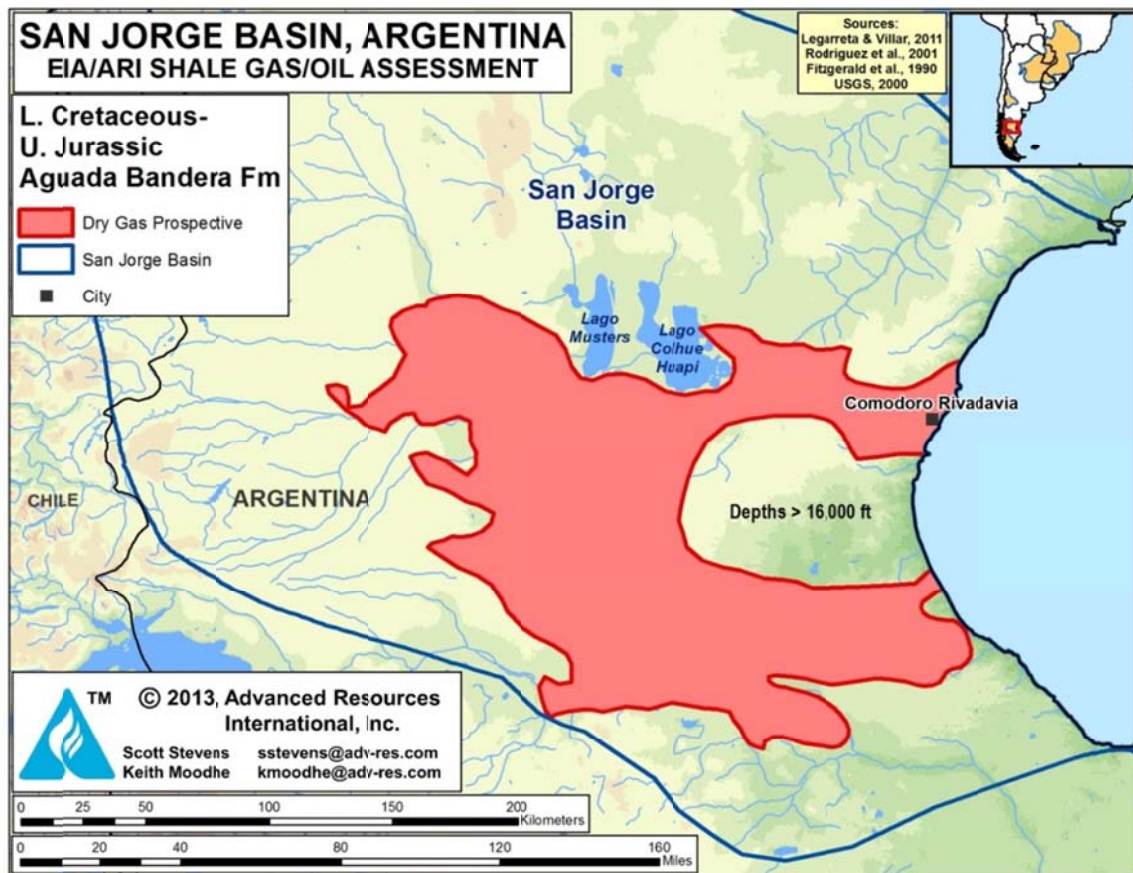 SAN JORGE BASIN, ARGENTINA
EIA/ARI SHALE GAS/OIL ASSESSMENT
Sources:
Legarreta & Villar, 2011
Rodriguez et al., 2001
Fitzgerald et al., 1990
USGS, 2000
L. Cretaceous-
U. Jurassic
Aguada Bandera Fm
Dry Gas Prospective
San Jorge Basin
City
San Jorge
Basin
Lago
Musters
Lago
Colhue
Huapi
Comodoro Rivadavia
CHILE
ARGENTINA
Depths > 16,000 ft
TM
© 2013, Advanced Resources
International, Inc.
Scott Stevens sstevens@adv-res.com
Keith Moodhe kmoodhe@adv-res.com
0 25 50 100 150 200
Kilometers
0 20 40 80 120 160
Miles